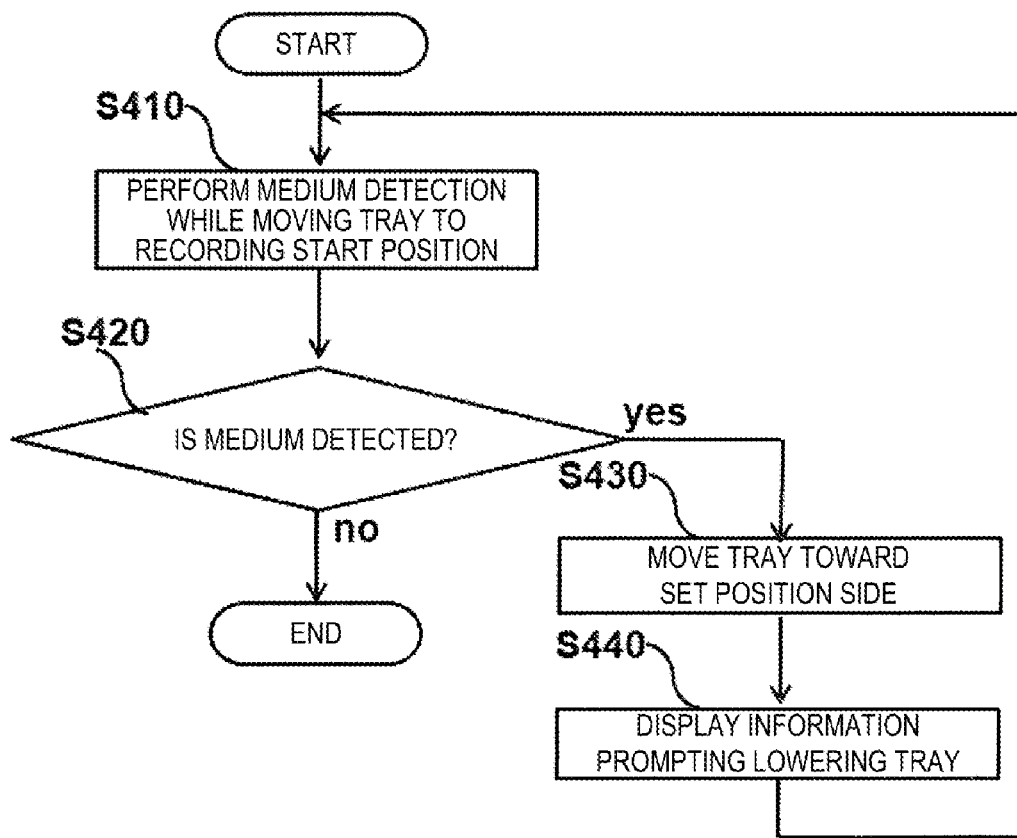 START
S410
PERFORM MEDIUM DETECTION
WHILE MOVING TRAY TO
RECORDING START POSITION
S420
IS MEDIUM DETECTED?
yes
no
END
S430
MOVE TRAY TOWARD
SET POSITION SIDE
S440
DISPLAY INFORMATION
PROMPTING LOWERING TRAY